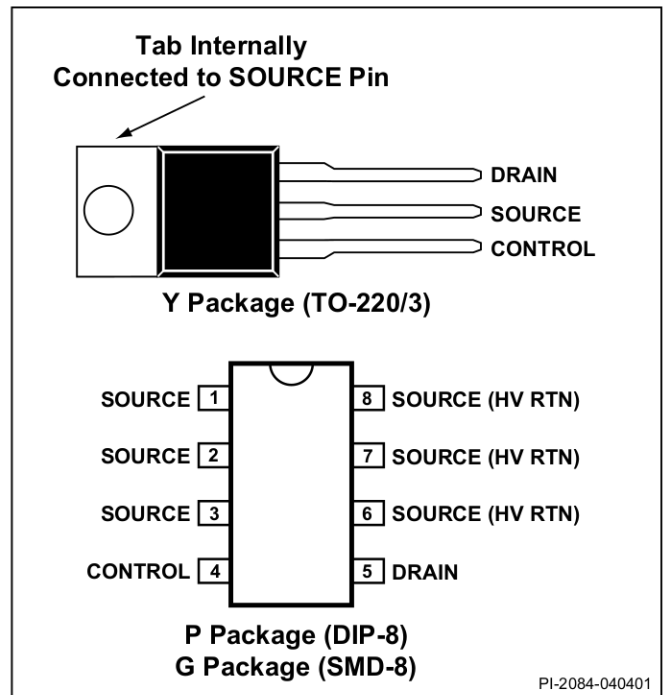 Tab Internally
Connected to SOURCE Pin
DRAIN
SOURCE
CONTROL
Y Package (TO-220/3)
SOURCE 1 8 SOURCE (HV RTN)
SOURCE 2 7 SOURCE (HV RTN)
SOURCE 3 6 SOURCE (HV RTN)
CONTROL 4 5 DRAIN
P Package (DIP-8)
G Package (SMD-8)
PI-2084-040401